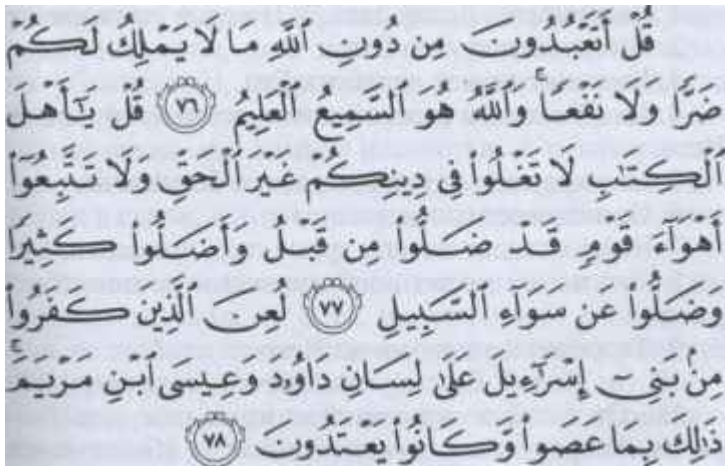 قُلْ أَتَعْبُدُونَ مِن دُونِ ٱللَّهِ مَا لَا يَمْلِكُ لَكُمْ
ضَرًّا وَلَا نَفْعًا ۚ وَٱللَّهُ هُوَ ٱلسَّمِيعُ ٱلْعَلِيمُ ٧٦ قُلْ يَـٰٓأَهْلَ
ٱلْكِتَـٰبِ لَا تَغْلُوا۟ فِى دِينِكُمْ غَيْرَ ٱلْحَقِّ وَلَا تَتَّبِعُوٓا۟
أَهْوَآءَ قَوْمٍ قَدْ ضَلُّوا۟ مِن قَبْلُ وَأَضَلُّوا۟ كَثِيرًا
وَضَلُّوا۟ عَن سَوَآءِ ٱلسَّبِيلِ ٧٧ لُعِنَ ٱلَّذِينَ كَفَرُوا۟
مِنۢ بَنِىٓ إِسْرَٰٓءِيلَ عَلَىٰ لِسَانِ دَاوُۥدَ وَعِيسَى ٱبْنِ مَرْيَمَ ۚ
ذَٰلِكَ بِمَا عَصَوا۟ وَّكَانُوا۟ يَعْتَدُونَ ٧٨